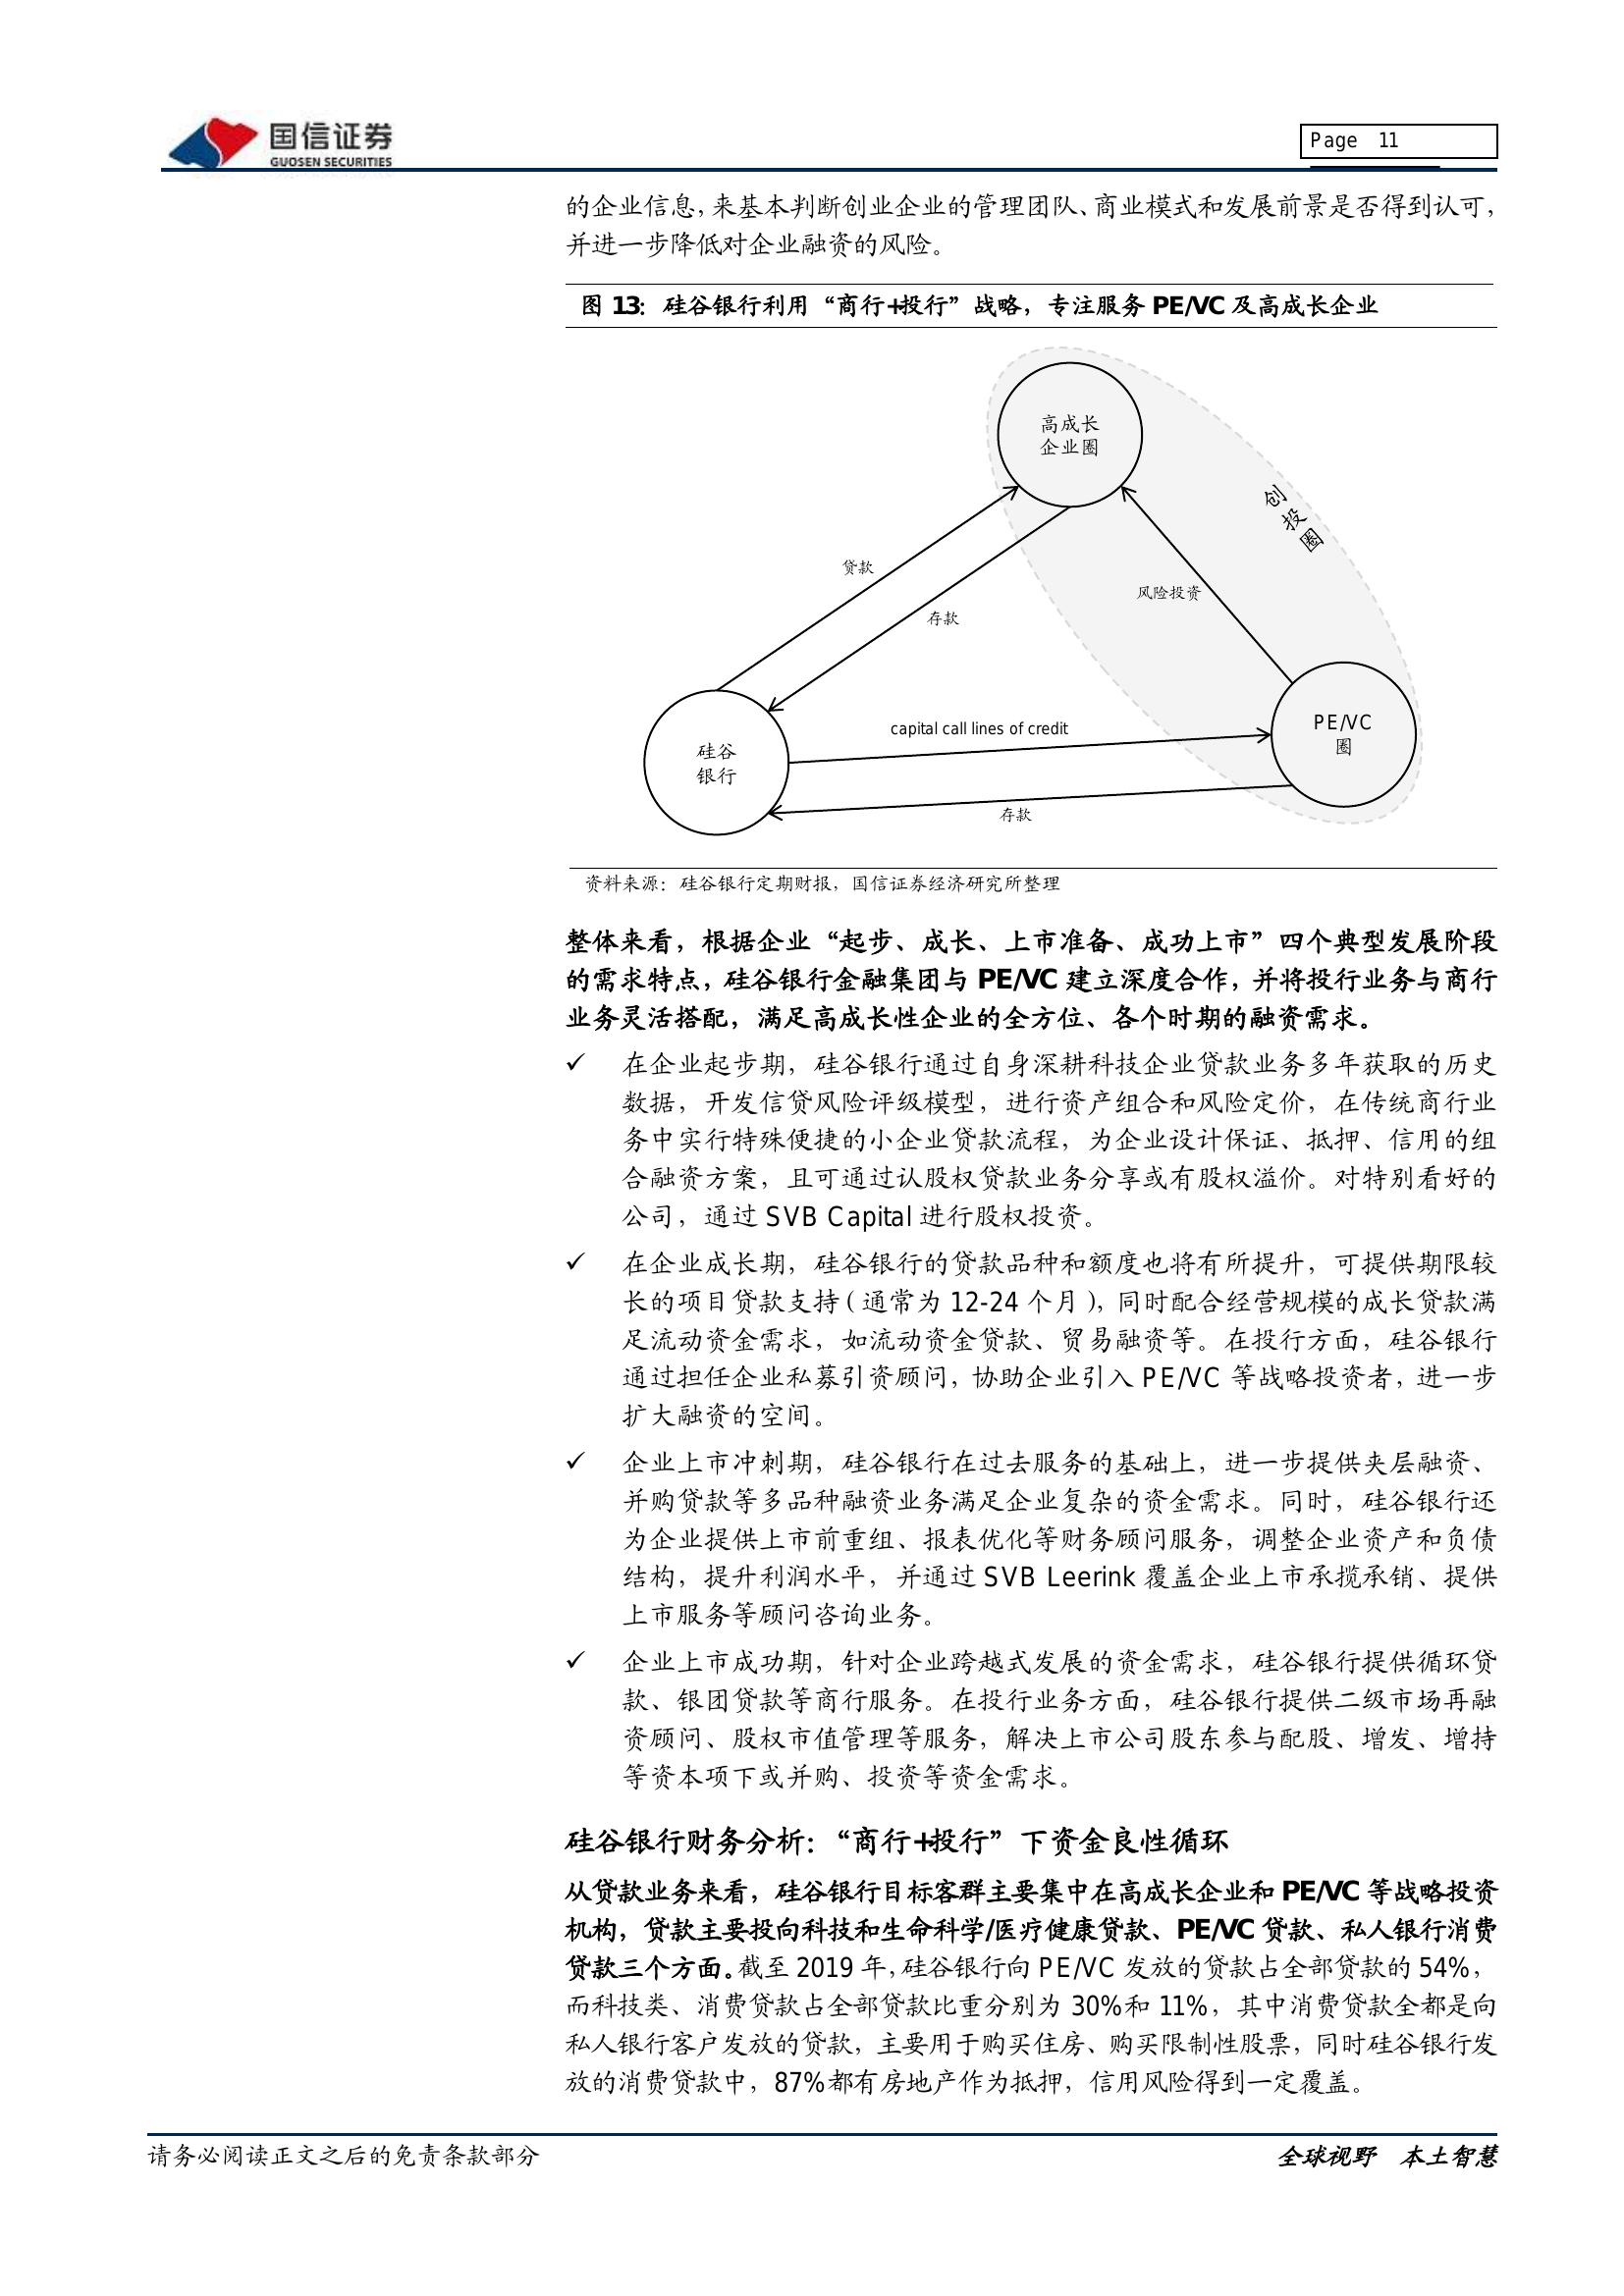 国信证券
GUOSEN SECURITIES
Page 11
的企业信息，来基本判断创业企业的管理团队、商业模式和发展前景是否得到认可，
并进一步降低对企业融资的风险。
图 13：硅谷银行利用“商行+投行”战略，专注服务 PE/VC 及高成长企业
高成长
企业圈
创
投
圈
贷款
风险投资
存款
capital call lines of credit
PE/VC
圈
硅谷
银行
存款
资料来源：硅谷银行定期财报，国信证券经济研究所整理
整体来看，根据企业“起步、成长、上市准备、成功上市”四个典型发展阶段
的需求特点，硅谷银行金融集团与 PE/VC 建立深度合作，并将投行业务与商行
业务灵活搭配，满足高成长性企业的全方位、各个时期的融资需求。
✓ 在企业起步期，硅谷银行通过自身深耕科技企业贷款业务多年获取的历史
数据，开发信贷风险评级模型，进行资产组合和风险定价，在传统商行业
务中实行特殊便捷的小企业贷款流程，为企业设计保证、抵押、信用的组
合融资方案，且可通过认股权贷款业务分享或有股权溢价。对特别看好的
公司，通过 SVB Capital 进行股权投资。
✓ 在企业成长期，硅谷银行的贷款品种和额度也将有所提升，可提供期限较
长的项目贷款支持（通常为 12-24 个月），同时配合经营规模的成长贷款满
足流动资金需求，如流动资金贷款、贸易融资等。在投行方面，硅谷银行
通过担任企业私募引资顾问，协助企业引入 PE/VC 等战略投资者，进一步
扩大融资的空间。
✓ 企业上市冲刺期，硅谷银行在过去服务的基础上，进一步提供夹层融资、
并购贷款等多品种融资业务满足企业复杂的资金需求。同时，硅谷银行还
为企业提供上市前重组、报表优化等财务顾问服务，调整企业资产和负债
结构，提升利润水平，并通过 SVB Leerink 覆盖企业上市承揽承销、提供
上市服务等顾问咨询业务。
✓ 企业上市成功期，针对企业跨越式发展的资金需求，硅谷银行提供循环贷
款、银团贷款等商行服务。在投行业务方面，硅谷银行提供二级市场再融
资顾问、股权市值管理等服务，解决上市公司股东参与配股、增发、增持
等资本项下或并购、投资等资金需求。
硅谷银行财务分析：“商行+投行”下资金良性循环
从贷款业务来看，硅谷银行目标客群主要集中在高成长企业和 PE/VC 等战略投资
机构，贷款主要投向科技和生命科学/医疗健康贷款、PE/VC 贷款、私人银行消费
贷款三个方面。截至 2019 年，硅谷银行向 PE/VC 发放的贷款占全部贷款的 54%，
而科技类、消费贷款占全部贷款比重分别为 30%和 11%，其中消费贷款全都是向
私人银行客户发放的贷款，主要用于购买住房、购买限制性股票，同时硅谷银行发
放的消费贷款中，87%都有房地产作为抵押，信用风险得到一定覆盖。
请务必阅读正文之后的免责条款部分
全球视野 本土智慧